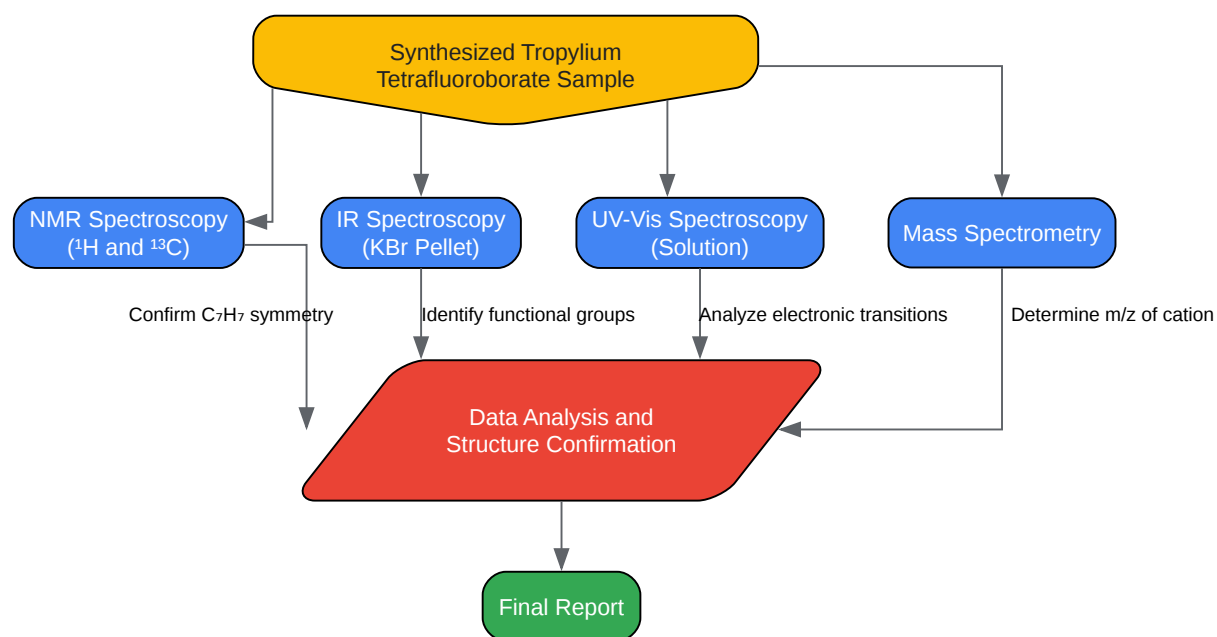 Synthesized Tropylium
Tetrafluoroborate Sample
NMR Spectroscopy
(¹H and ¹³C)
IR Spectroscopy
(KBr Pellet)
UV-Vis Spectroscopy
(Solution)
Mass Spectrometry
Confirm C₇H₇ symmetry
Identify functional groups
Analyze electronic transitions
Determine m/z of cation
Data Analysis and
Structure Confirmation
Final Report